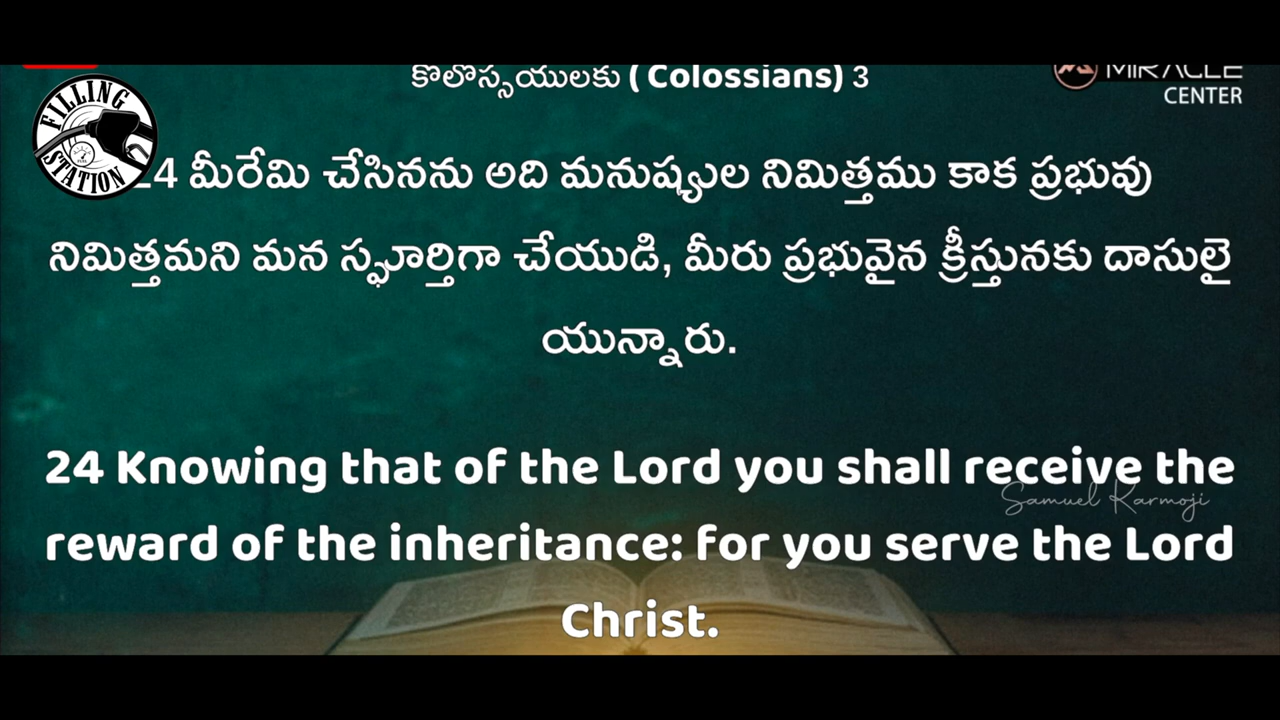 కొలొస్సయులకు ( Colossians) 3
FILLING STATION
MIRACLE
CENTER
24 మీరేమి చేసినను అది మనుష్యుల నిమిత్తము కాక ప్రభువు
నిమిత్తమని మన స్ఫూర్తిగా చేయుడి, మీరు ప్రభువైన క్రీస్తునకు దాసులై
యున్నారు.
24 Knowing that of the Lord you shall receive the
Samuel Karmoji
reward of the inheritance: for you serve the Lord
Christ.